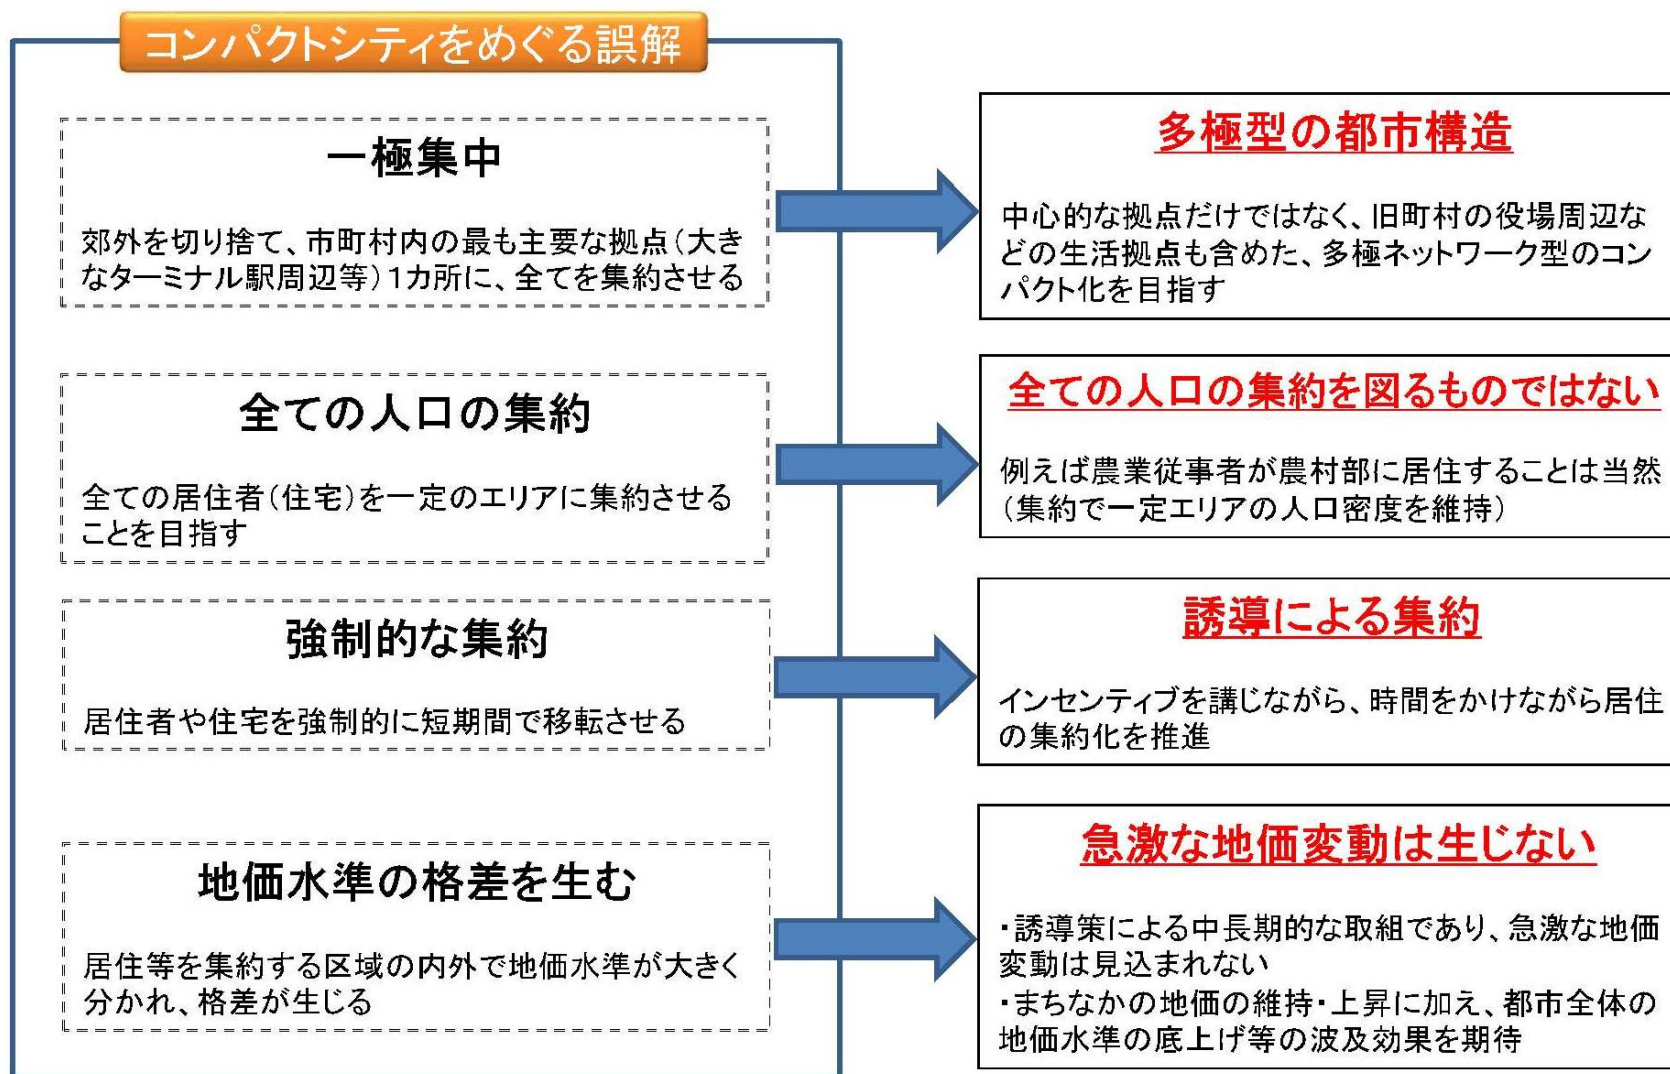 コンパクトシティをめぐる誤解
一極集中
郊外を切り捨て、市町村内の最も主要な拠点(大き
なターミナル駅周辺等)1カ所に、全てを集約させる
多極型の都市構造
中心的な拠点だけではなく、旧町村の役場周辺な
どの生活拠点も含めた、多極ネットワーク型のコン
パクト化を目指す
全ての人口の集約
全ての居住者(住宅)を一定のエリアに集約させる
ことを目指す
全ての人口の集約を図るものではない
例えば農業従事者が農村部に居住することは当然
(集約で一定エリアの人口密度を維持)
強制的な集約
居住者や住宅を強制的に短期間で移転させる
誘導による集約
インセンティブを講じながら、時間をかけながら居住
の集約化を推進
地価水準の格差を生む
居住等を集約する区域の内外で地価水準が大きく
分かれ、格差が生じる
急激な地価変動は生じない
・誘導策による中長期的な取組であり、急激な地価
変動は見込まれない
・まちなかの地価の維持・上昇に加え、都市全体の
地価水準の底上げ等の波及効果を期待